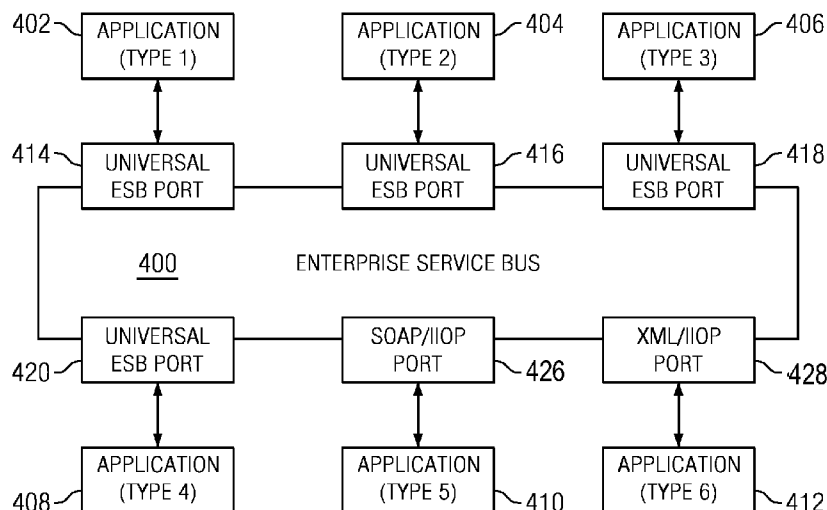 402
APPLICATION
(TYPE 1)
APPLICATION
(TYPE 2)
404
APPLICATION
(TYPE 3)
406
414
UNIVERSAL
ESB PORT
UNIVERSAL
ESB PORT
416
UNIVERSAL
ESB PORT
418
400
ENTERPRISE SERVICE BUS
420
UNIVERSAL
ESB PORT
SOAP/IIOP
PORT
426
XML/IIOP
PORT
428
408
APPLICATION
(TYPE 4)
APPLICATION
(TYPE 5)
410
APPLICATION
(TYPE 6)
412